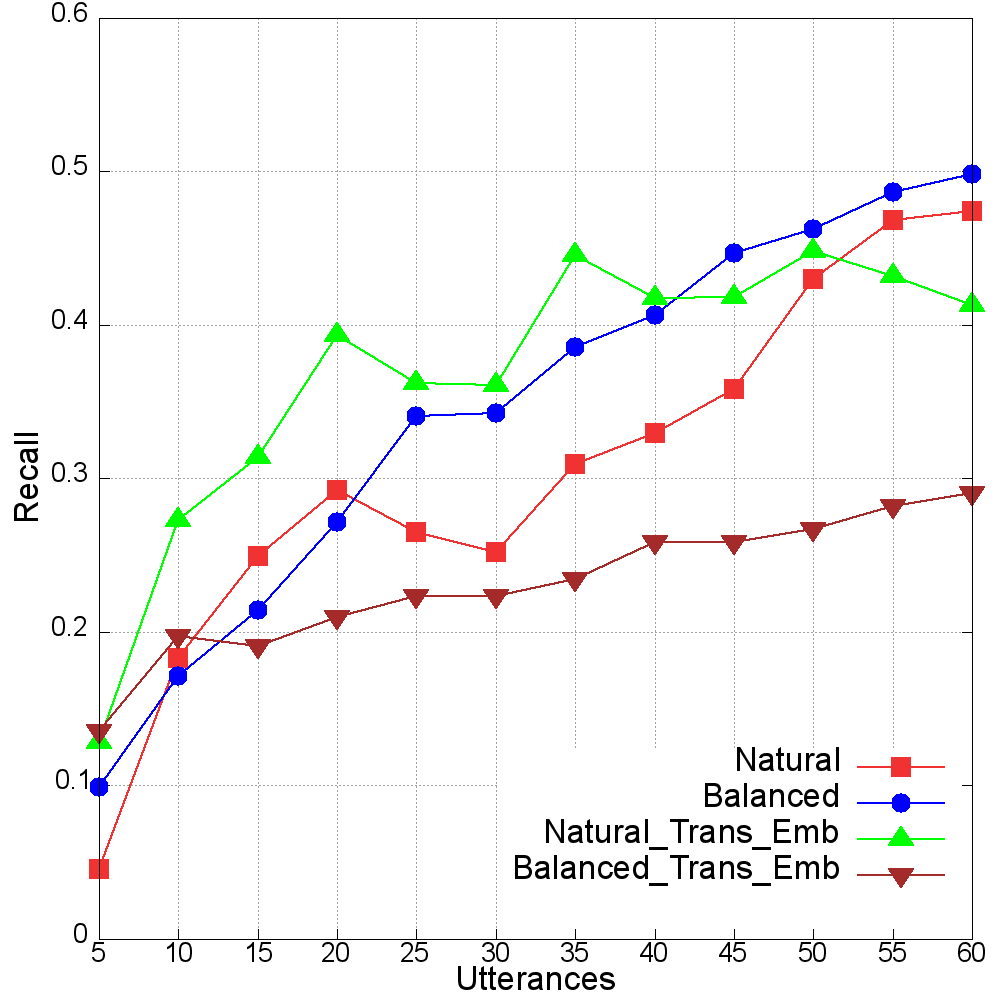 0.6
0.5
0.4
0.3
0.2
0.1
0
Recall
Natural
Balanced
Natural_Trans_Emb
Balanced_Trans_Emb
5 10 15 20 25 30 35 40 45 50 55 60
Utterances